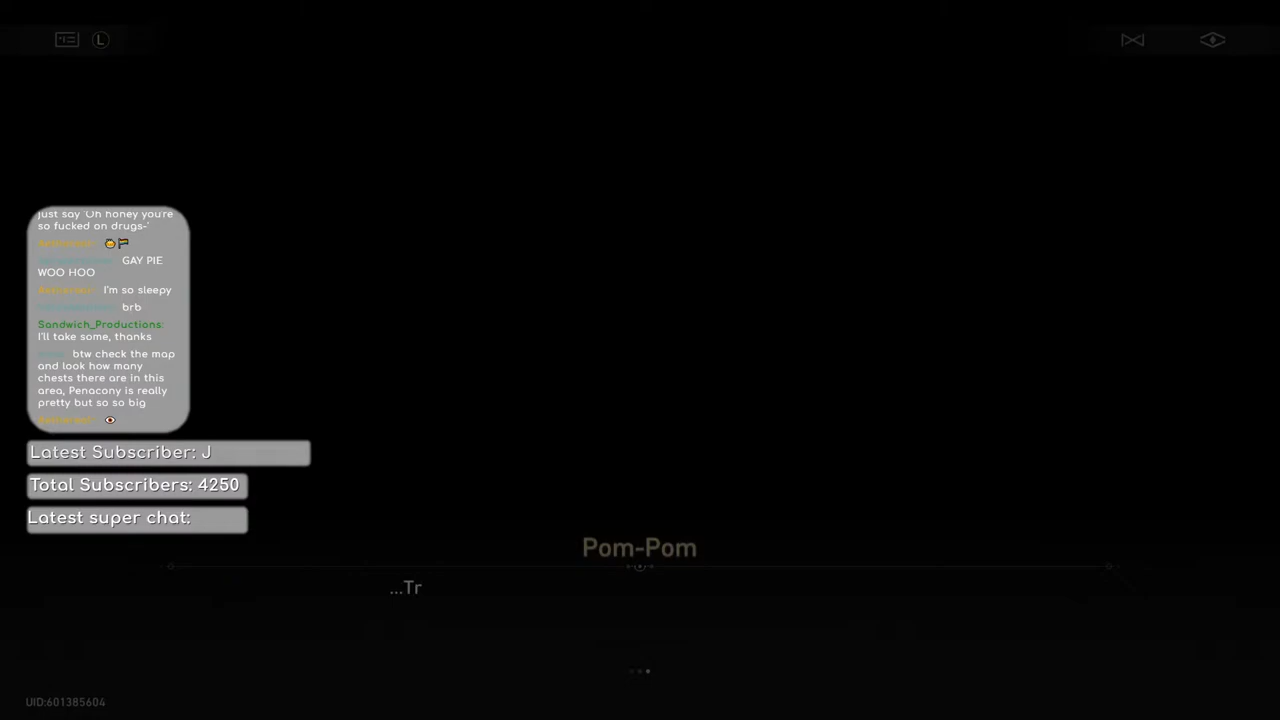 L
just say 'Oh honey you're
so fucked on drugs-'
GAY PIE
WOO HOO
I'm so sleepy
brb
Sandwich_Productions:
I'll take some, thanks
btw check the map
and look how many
chests there are in this
area, Penacony is really
pretty but so so big
Latest Subscriber: J
Total Subscribers: 4250
Latest super chat:
Pom-Pom
...Tr
UID:601385604